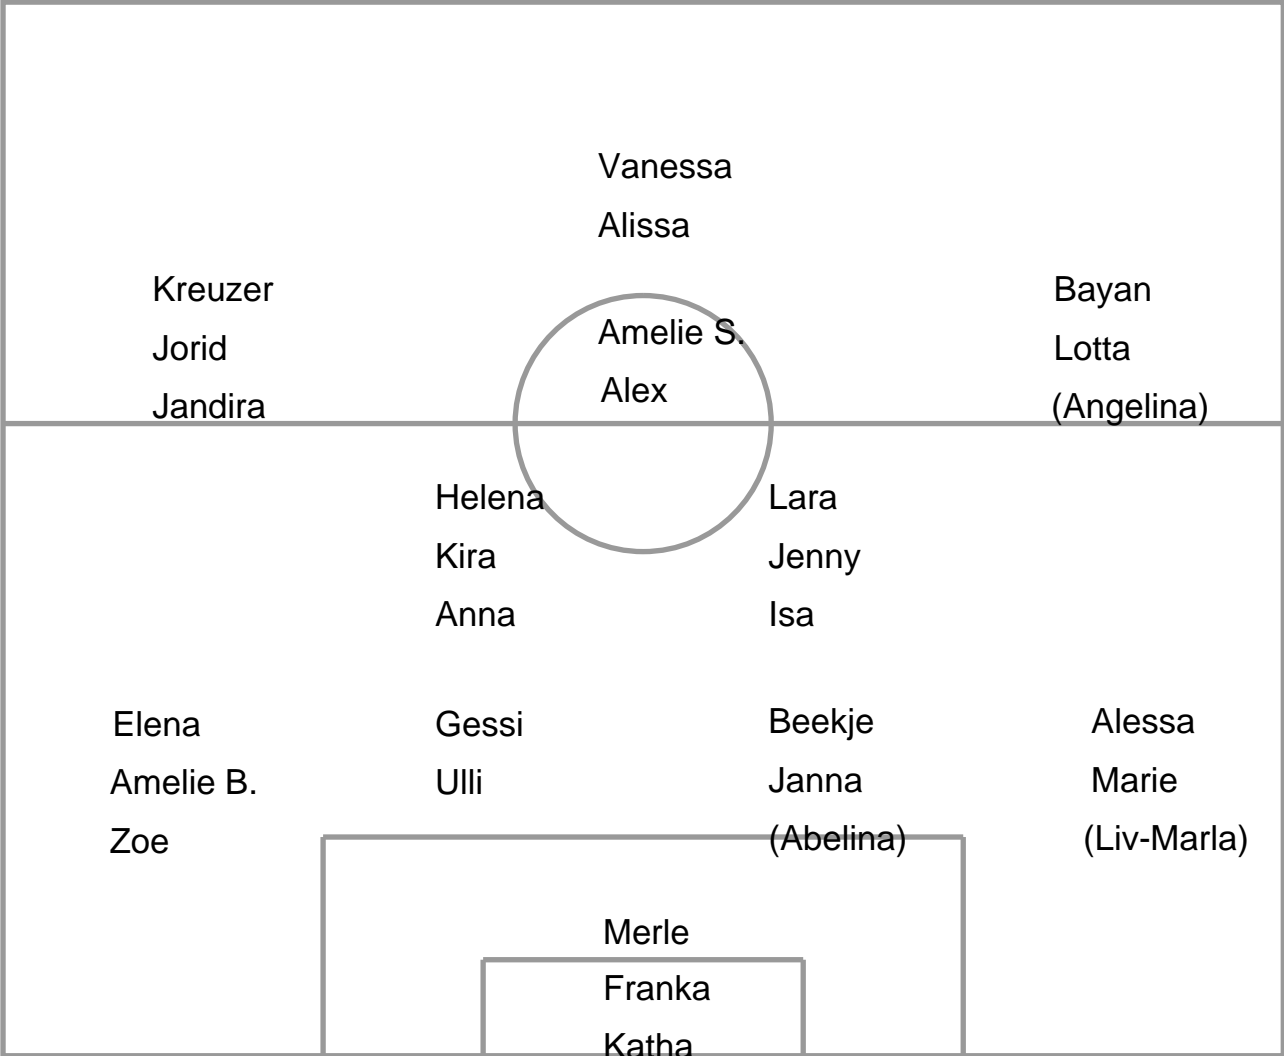 Vanessa
Alissa
Kreuzer
Jorid
Jandira
Amelie S.
Alex
Bayan
Lotta
(Angelina)
Helena
Kira
Anna
Lara
Jenny
Isa
Elena
Amelie B.
Zoe
Gessi
Ulli
Beekje
Janna
(Abelina)
Alessa
Marie
(Liv-Marla)
Merle
Franka
Katha